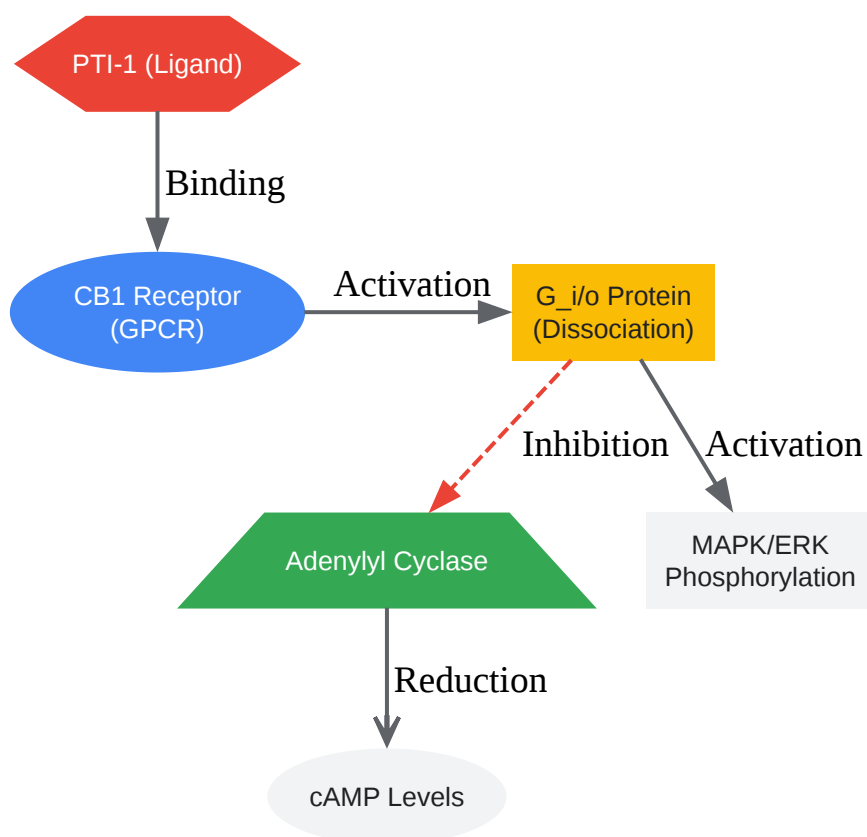 PTI-1 (Ligand)
Binding
CB1 Receptor
(GPCR)
Activation
G_i/o Protein
(Dissociation)
Inhibition
Activation
Adenylyl Cyclase
MAPK/ERK
Phosphorylation
Reduction
cAMP Levels